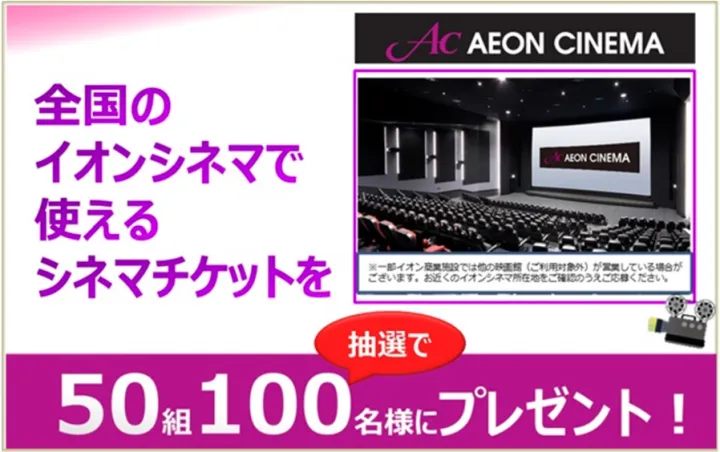 AC AEON CINEMA
全国の
イオンシネマで
使える
シネマチケットを
AC AEON CINEMA
※一部イオン商業施設では他の映画館（ご利用対象外）が営業している場合が
ございます。お近くのイオンシネマ所在地をご確認のうえご応募ください。
抽選で
50組100名様にプレゼント！